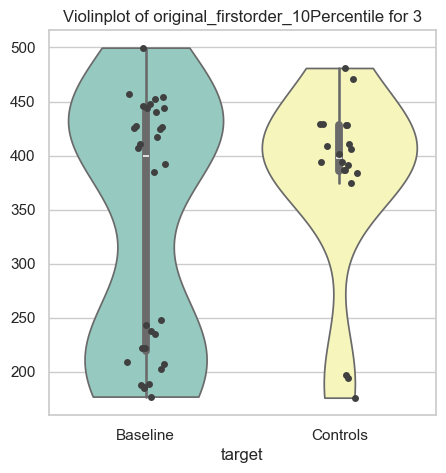 Violinplot of original_firstorder_10Percentile for 3
500
450
400
350
300
250
200
Baseline
Controls
target